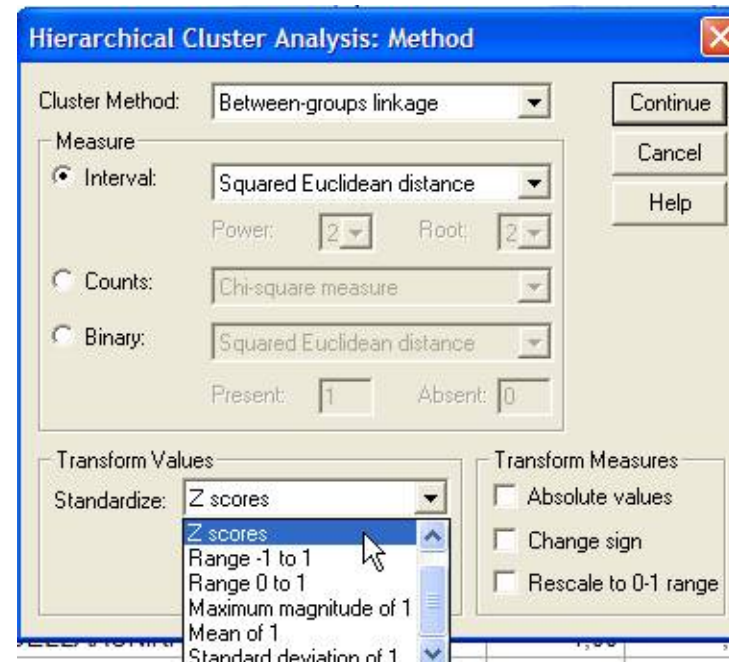 Hierarchical Cluster Analysis: Method
Cluster Method: Between-groups linkage
Continue
Cancel
Help
Measure
Interval: Squared Euclidean distance
Power: 2 Root: 2
Counts: Chi-square measure
Binary: Squared Euclidean distance
Present: 1 Absent: 0
Transform Values
Standardize: Z scores
Z scores
Range -1 to 1
Range 0 to 1
Maximum magnitude of 1
Mean of 1
Standard deviation of 1
Transform Measures
Absolute values
Change sign
Rescale to 0-1 range